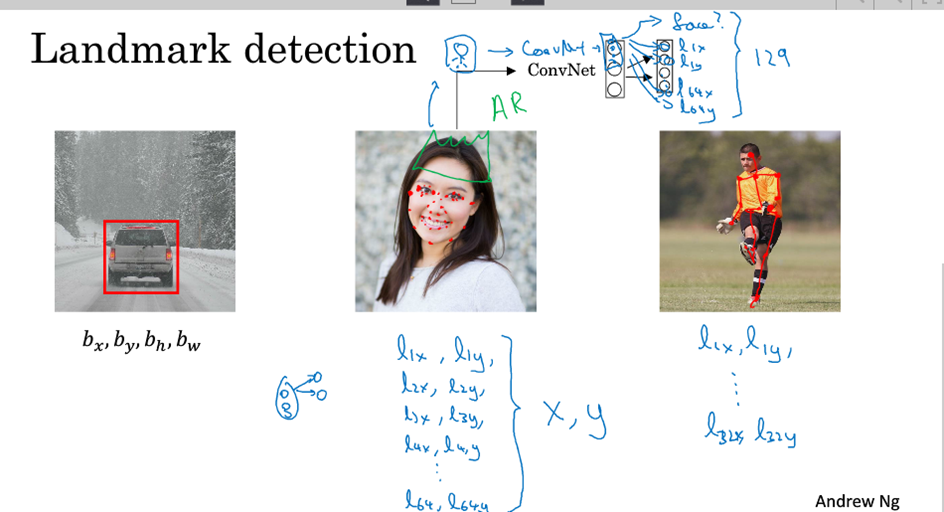 Landmark detection
→ ConvNet → face?
ConvNet
l1x
l1y
l64x
l64y
129
AR
bx, by, bh, bw
l1x, l1y,
l2x, l2y,
l3x, l3y,
l4x, l4y
⋮
l64, l64y
x, y
l1x, l1y,
⋮
l32x, l32y
Andrew Ng